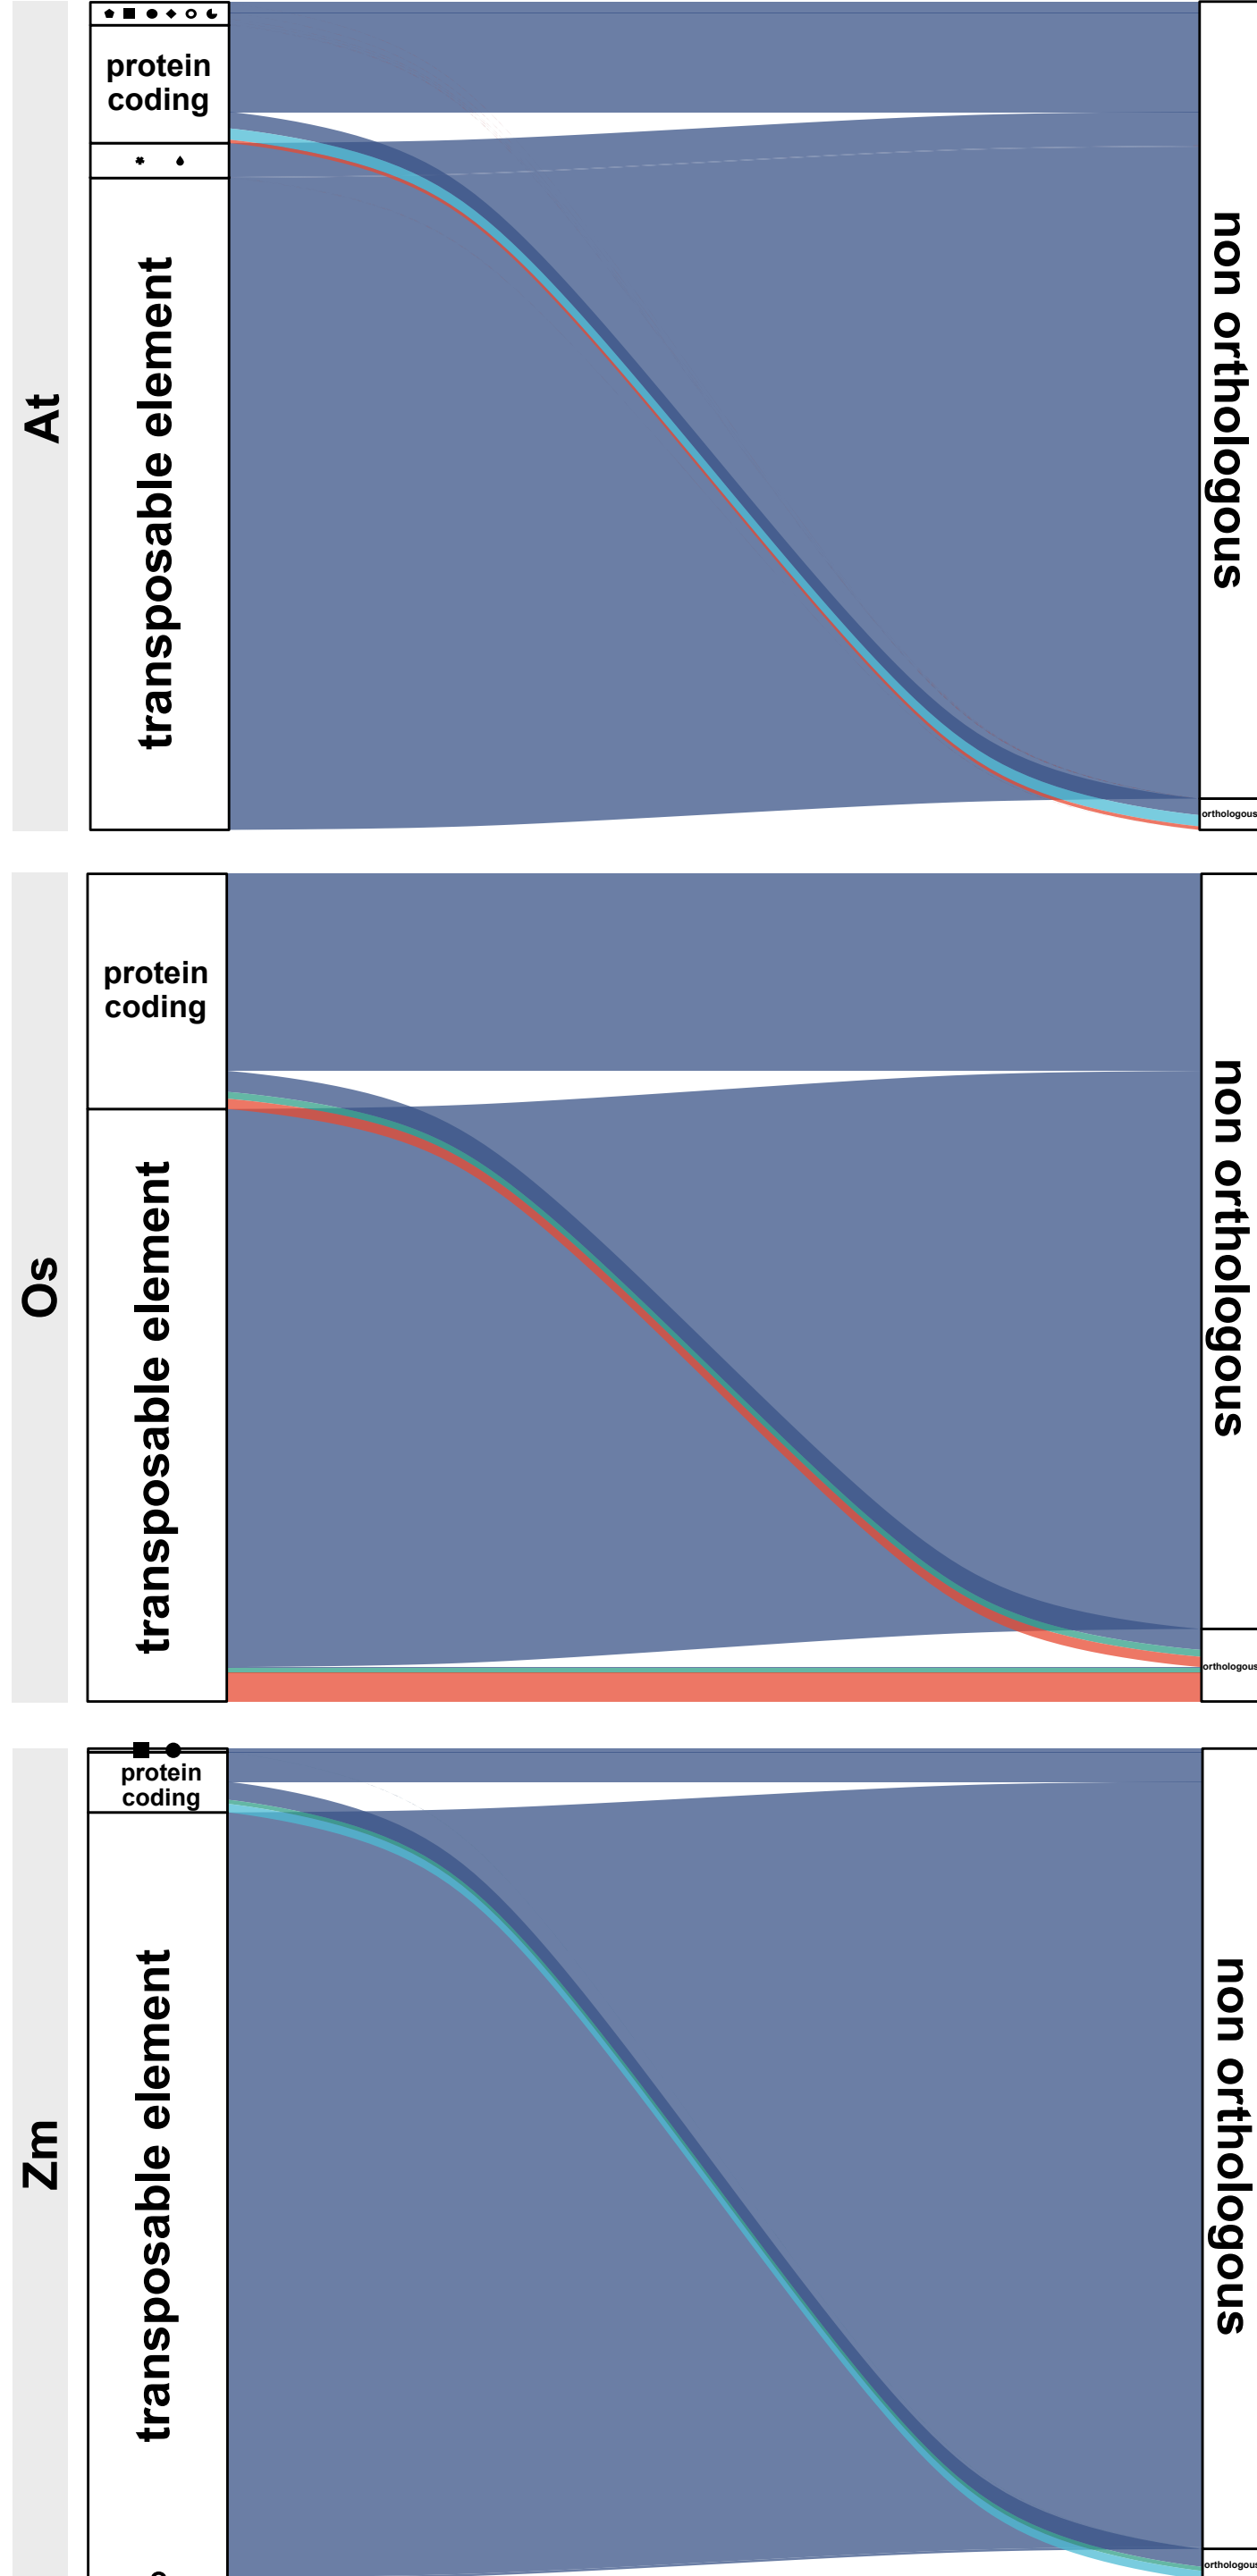 At
protein
coding
transposable element
non orthologous
orthologous
Os
protein
coding
transposable element
non orthologous
orthologous
Zm
protein
coding
transposable element
non orthologous
orthologous